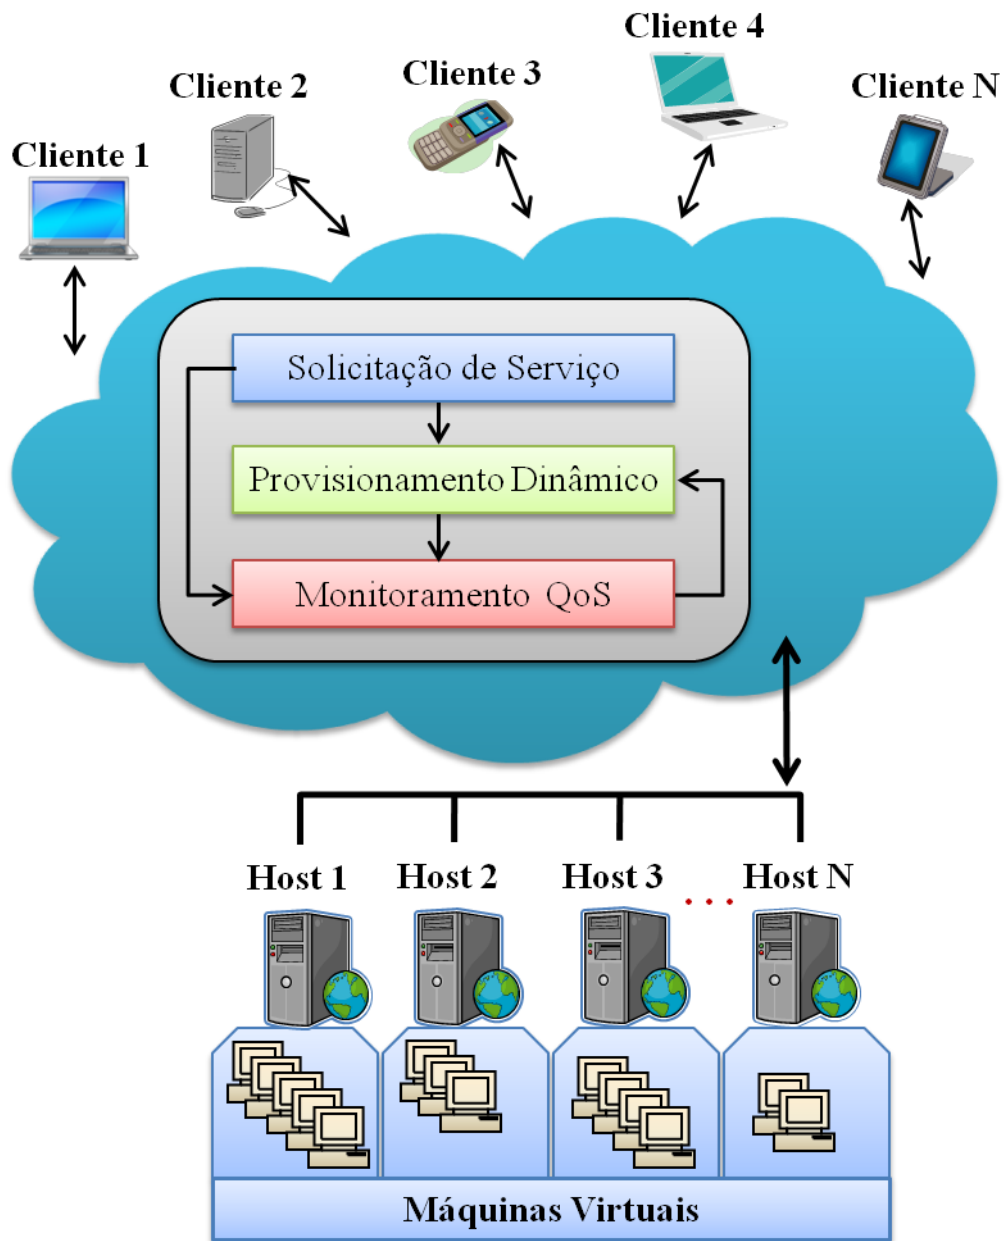 Cliente 4
Cliente 3
Cliente 2
Cliente N
Cliente 1
Solicitação de Serviço
Provisionamento Dinâmico
Monitoramento QoS
Host 1
Host 2
Host 3
. . .
Host N
Máquinas Virtuais